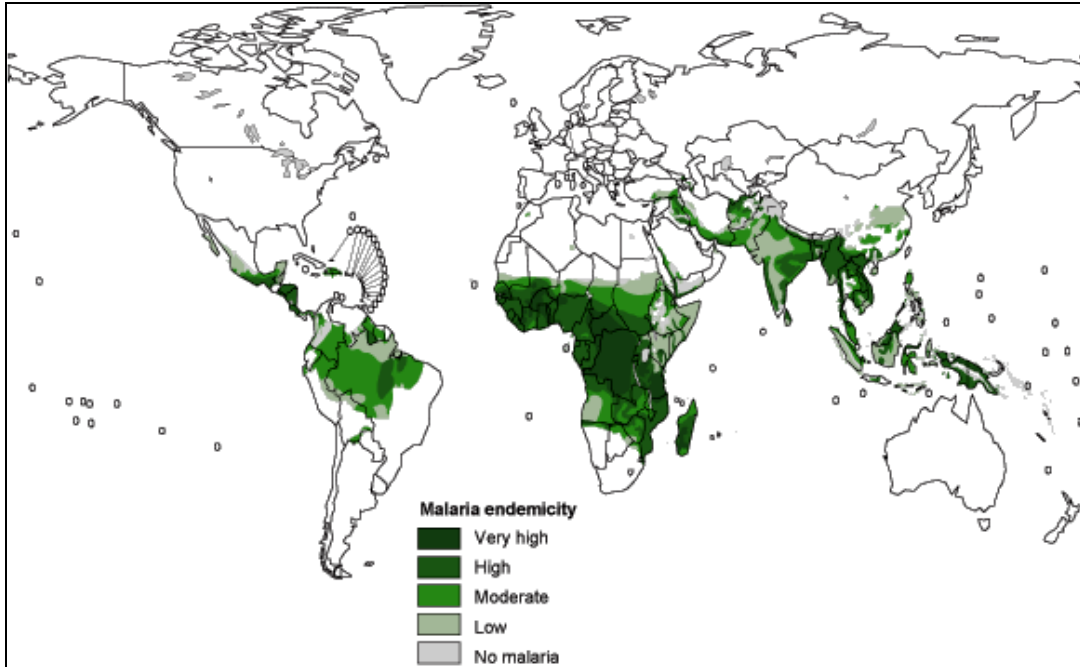 Malaria endemicity
Very high
High
Moderate
Low
No malaria